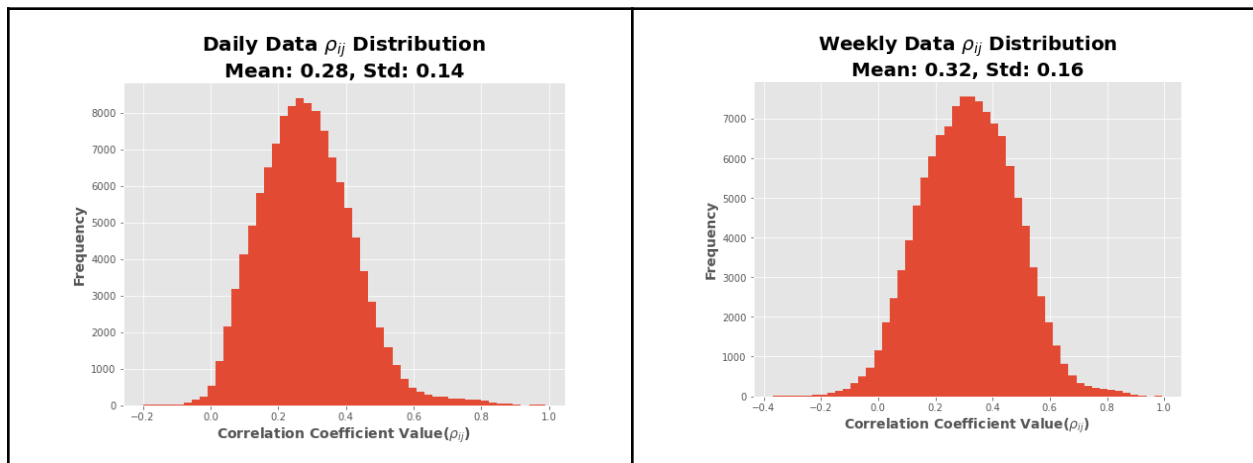 Daily Data ρij Distribution
Mean: 0.28, Std: 0.14
8000
7000
6000
5000
4000
3000
2000
1000
0
Frequency
−0.2 0.0 0.2 0.4 0.6 0.8 1.0
Correlation Coefficient Value(ρij)
Weekly Data ρij Distribution
Mean: 0.32, Std: 0.16
7000
6000
5000
4000
3000
2000
1000
0
Frequency
−0.4 −0.2 0.0 0.2 0.4 0.6 0.8 1.0
Correlation Coefficient Value(ρij)